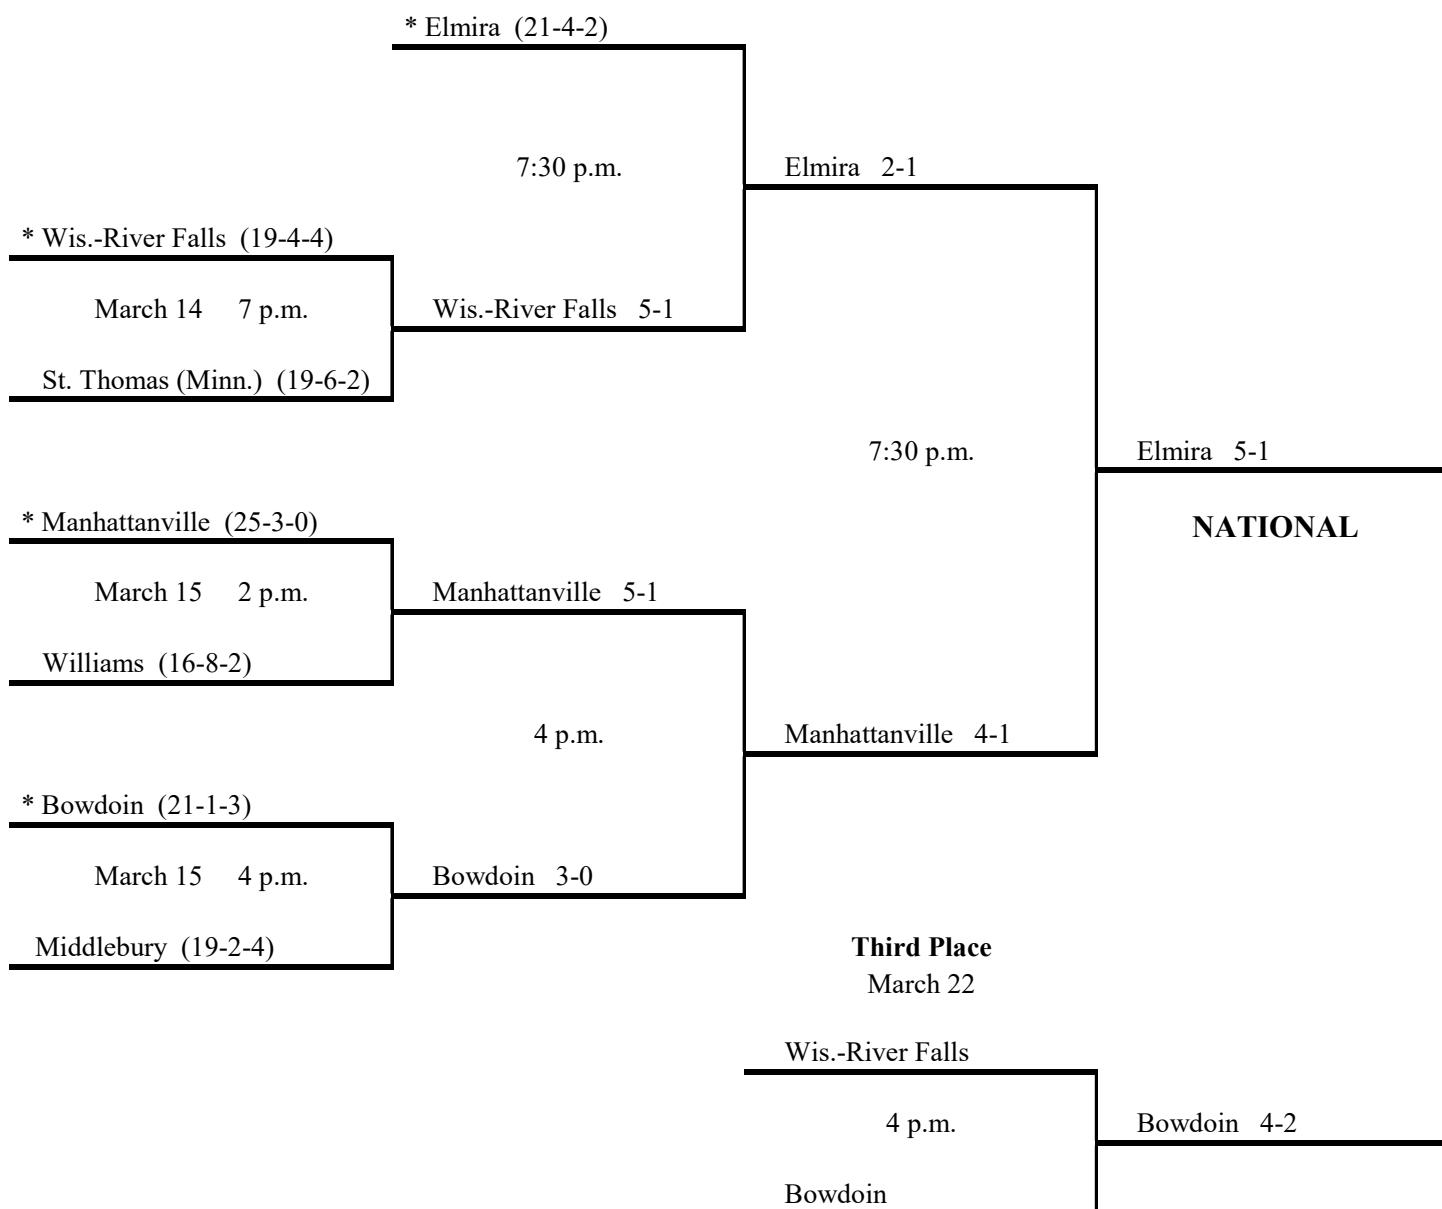 * Elmira (21-4-2)
7:30 p.m.
Elmira 2-1
* Wis.-River Falls (19-4-4)
March 14 7 p.m.
Wis.-River Falls 5-1
St. Thomas (Minn.) (19-6-2)
7:30 p.m.
Elmira 5-1
* Manhattanville (25-3-0)
NATIONAL
March 15 2 p.m.
Manhattanville 5-1
Williams (16-8-2)
4 p.m.
Manhattanville 4-1
* Bowdoin (21-1-3)
March 15 4 p.m.
Bowdoin 3-0
Middlebury (19-2-4)
Third Place
March 22
Wis.-River Falls
4 p.m.
Bowdoin 4-2
Bowdoin